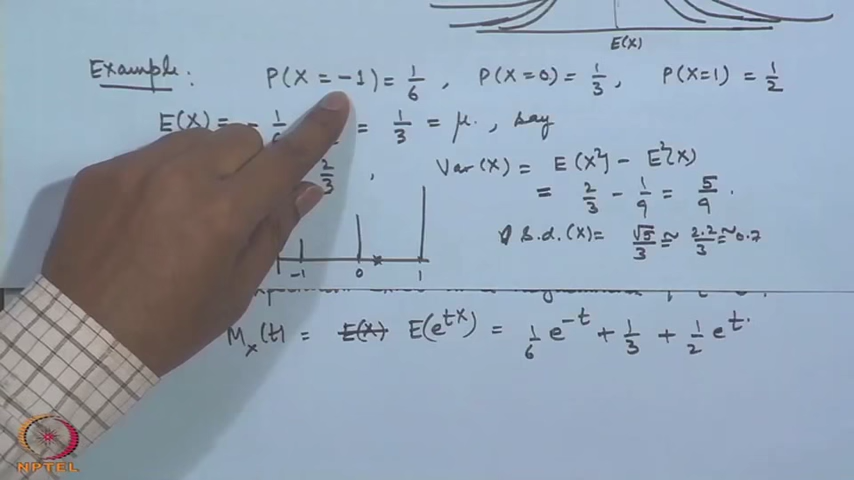 E(X)
Example: P(X = -1) = 1/6 , P(X=0) = 1/3 , P(X=1) = 1/2
E(X) = - 1/ = 1/3 = μ. , say
2/3 , Var(X) = E(X²) - E²(X)
= 2/3 - 1/9 = 5/9 .
s.d.(X) = √5/3 ≈ 2.2/3 ≈ 0.7
-1 0 1
M_X(t) = E(X) E(e^{tX}) = 1/6 e^{-t} + 1/3 + 1/2 e^{t}.
NPTEL